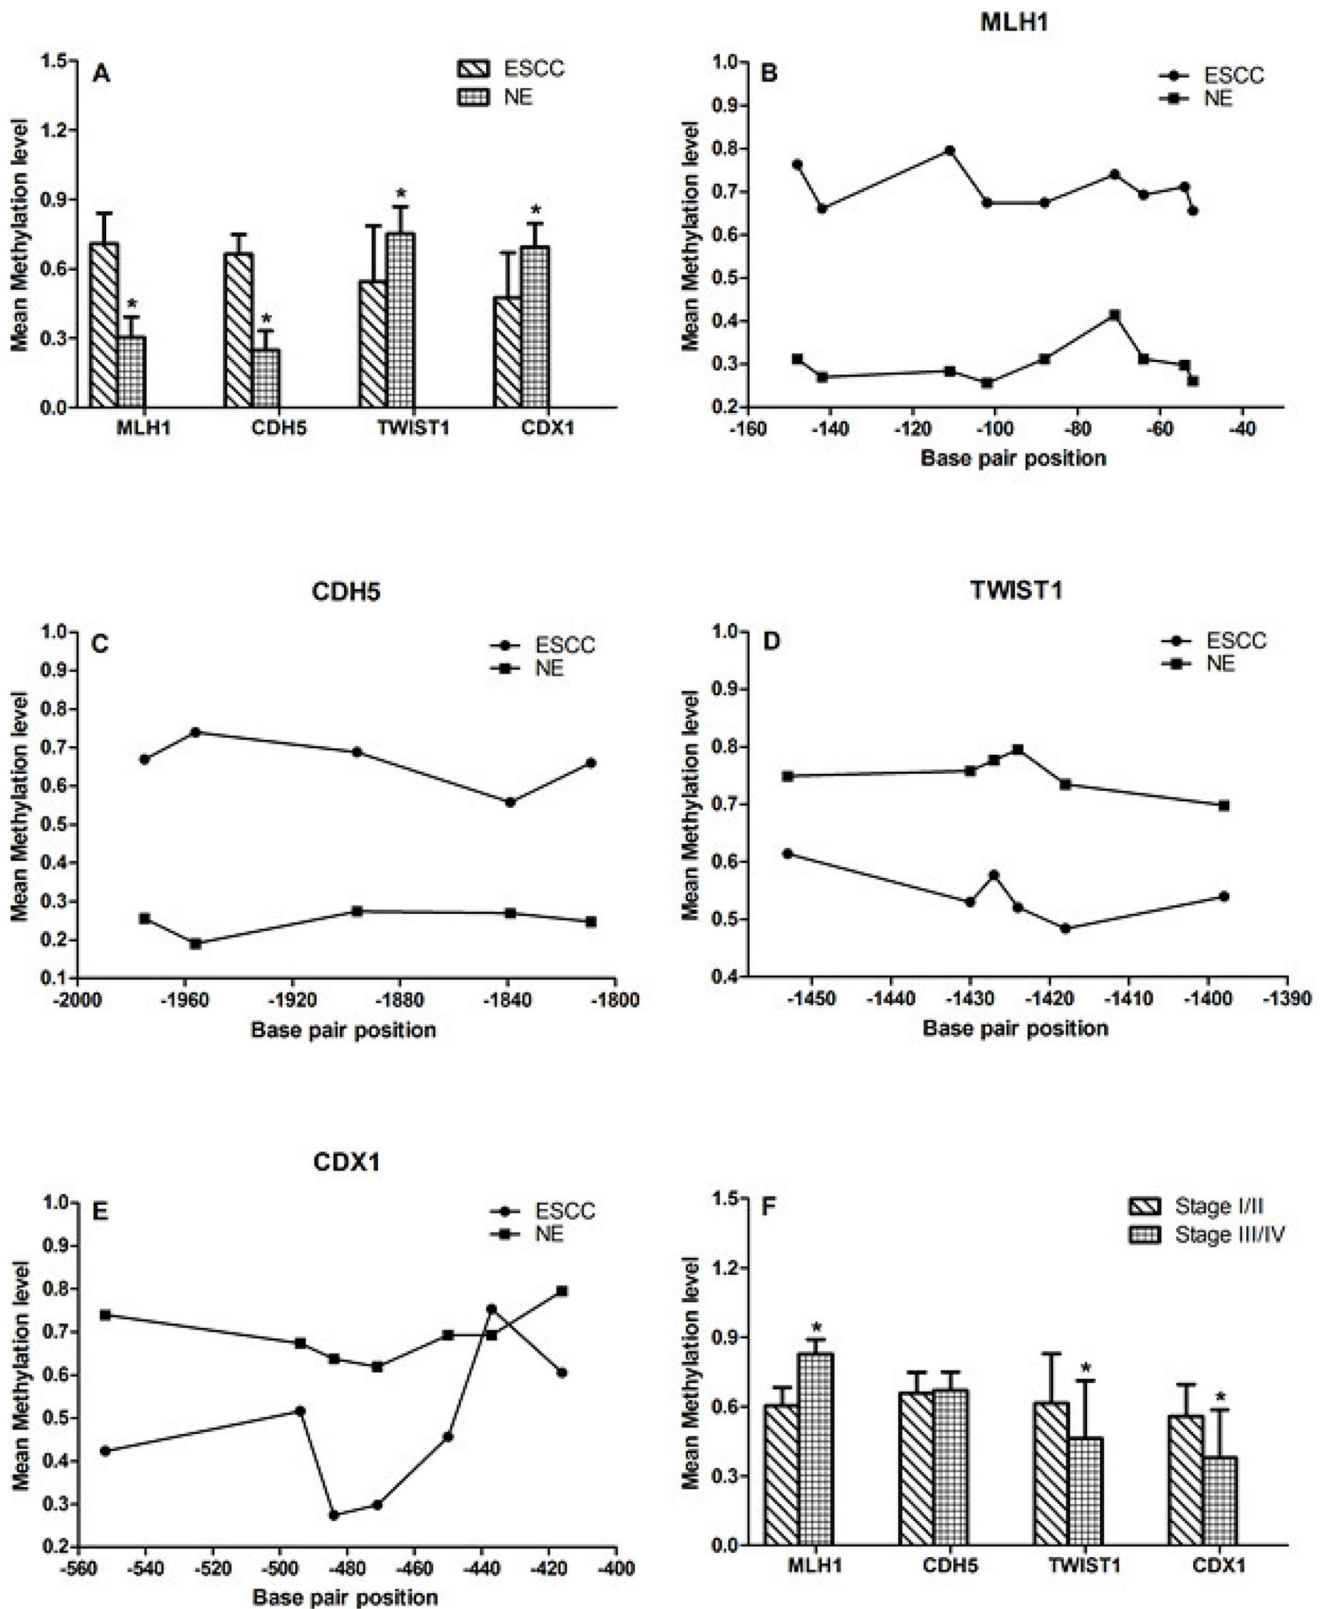 A
ESCC
NE
Mean Methylation level
1.5
1.2
0.9
0.6
0.3
0.0
*
*
*
*
MLH1 CDH5 TWIST1 CDX1
MLH1
B
ESCC
NE
Mean Methylation level
1.0
0.9
0.8
0.7
0.6
0.5
0.4
0.3
0.2
-160 -140 -120 -100 -80 -60 -40
Base pair position
CDH5
C
ESCC
NE
Mean Methylation level
1.0
0.9
0.8
0.7
0.6
0.5
0.4
0.3
0.2
0.1
-2000 -1960 -1920 -1880 -1840 -1800
Base pair position
TWIST1
D
ESCC
NE
Mean Methylation level
1.0
0.9
0.8
0.7
0.6
0.5
0.4
-1450 -1440 -1430 -1420 -1410 -1400 -1390
Base pair position
CDX1
E
ESCC
NE
Mean Methylation level
1.0
0.9
0.8
0.7
0.6
0.5
0.4
0.3
0.2
-560 -540 -520 -500 -480 -460 -440 -420 -400
Base pair position
F
Stage I/II
Stage III/IV
Mean Methylation level
1.5
1.2
0.9
0.6
0.3
0.0
*
*
*
MLH1 CDH5 TWIST1 CDX1